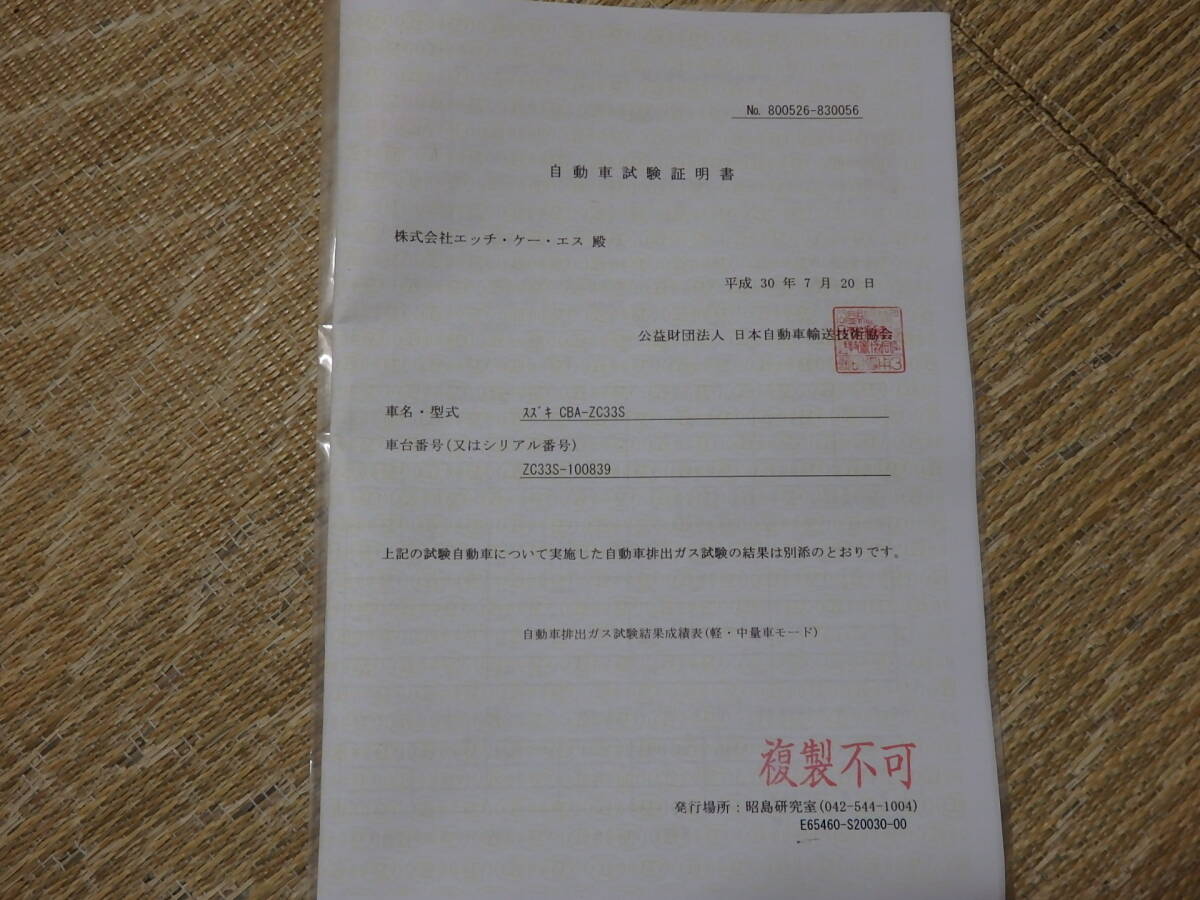 No. 800526-830056
自動車試験証明書
株式会社エッチ・ケー・エス 殿
平成 30 年 7 月 20 日
公益財団法人 日本自動車輸送技術協会
車名・型式 ｽｽﾞｷ CBA-ZC33S
車台番号(又はシリアル番号)
ZC33S-100839
上記の試験自動車について実施した自動車排出ガス試験の結果は別添のとおりです。
自動車排出ガス試験結果成績表(軽・中量車モード)
複製不可
発行場所：昭島研究室(042-544-1004)
E65460-S20030-00